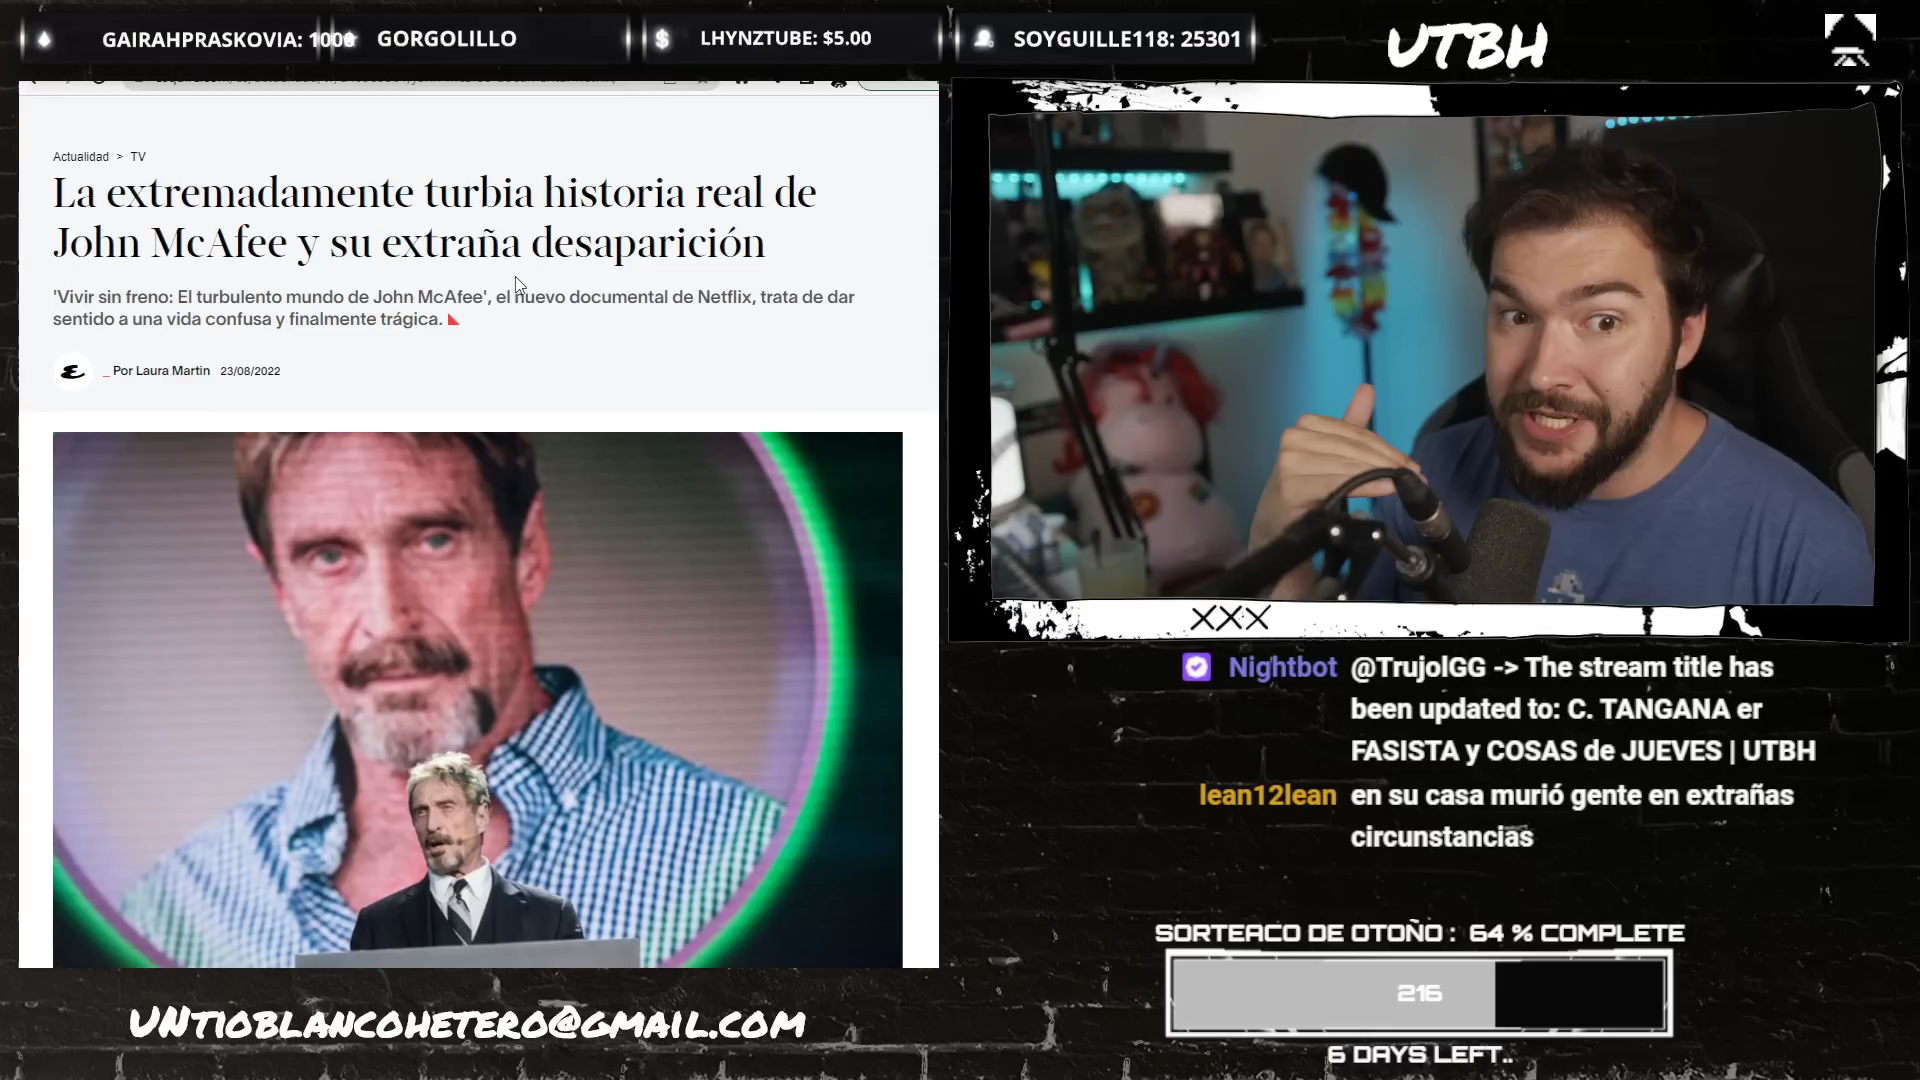 GAIRAHPRASKOVIA: 1000
GORGOLILLO
$
LHYNZTUBE: $5.00
SOYGUILLE118: 25301
UTBH
Actualidad > TV
La extremadamente turbia historia real de
John McAfee y su extraña desaparición
'Vivir sin freno: El turbulento mundo de John McAfee', el nuevo documental de Netflix, trata de dar
sentido a una vida confusa y finalmente trágica.
_ Por Laura Martin 23/08/2022
XXX
Nightbot @TrujolGG -> The stream title has
been updated to: C. TANGANA er
FASISTA y COSAS de JUEVES | UTBH
lean12lean en su casa murió gente en extrañas
circunstancias
SORTEACO DE OTOÑO : 64 % COMPLETE
216
6 DAYS LEFT..
UNTIOBLANCOHETERO@GMAIL.COM